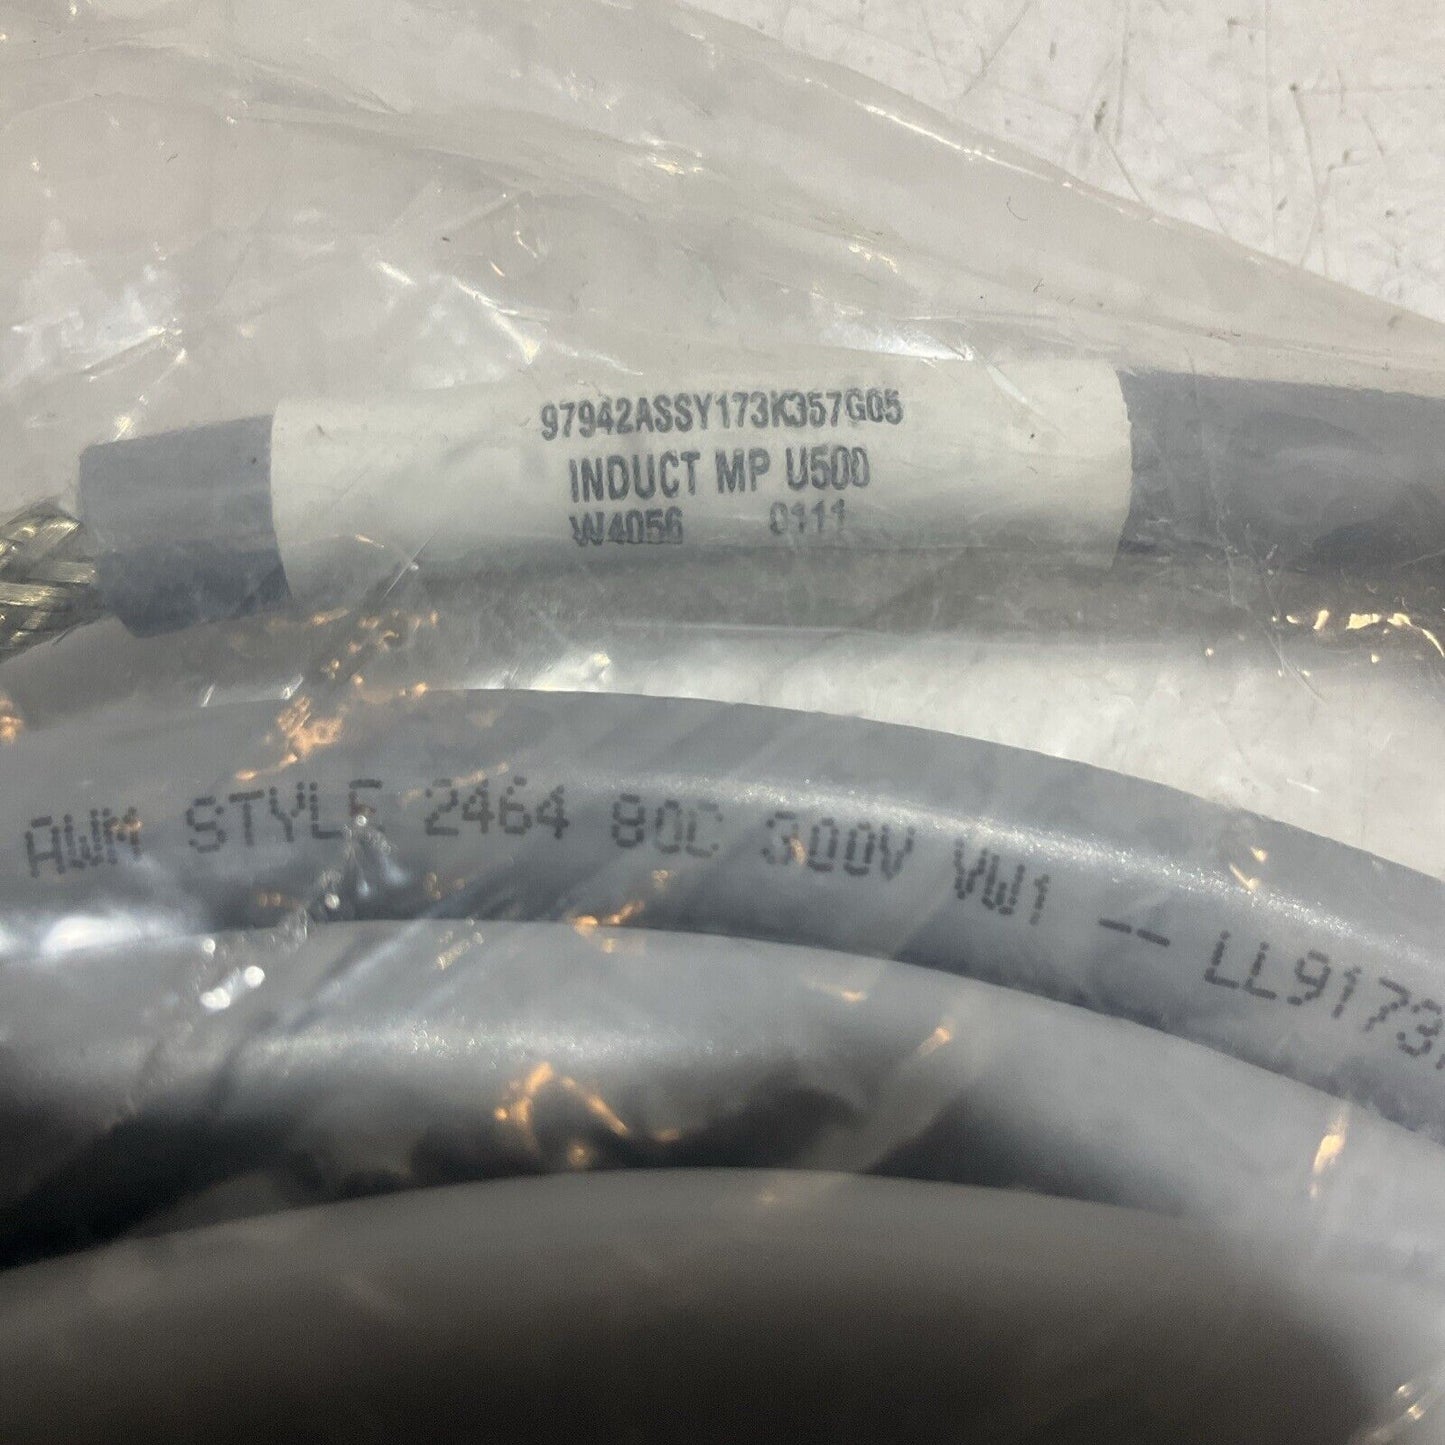 97942ASSY173K357G05
INDUCT MP U500
W4056 0111
AWM STYLE 2464 80C 300V VW1 -- LL9173